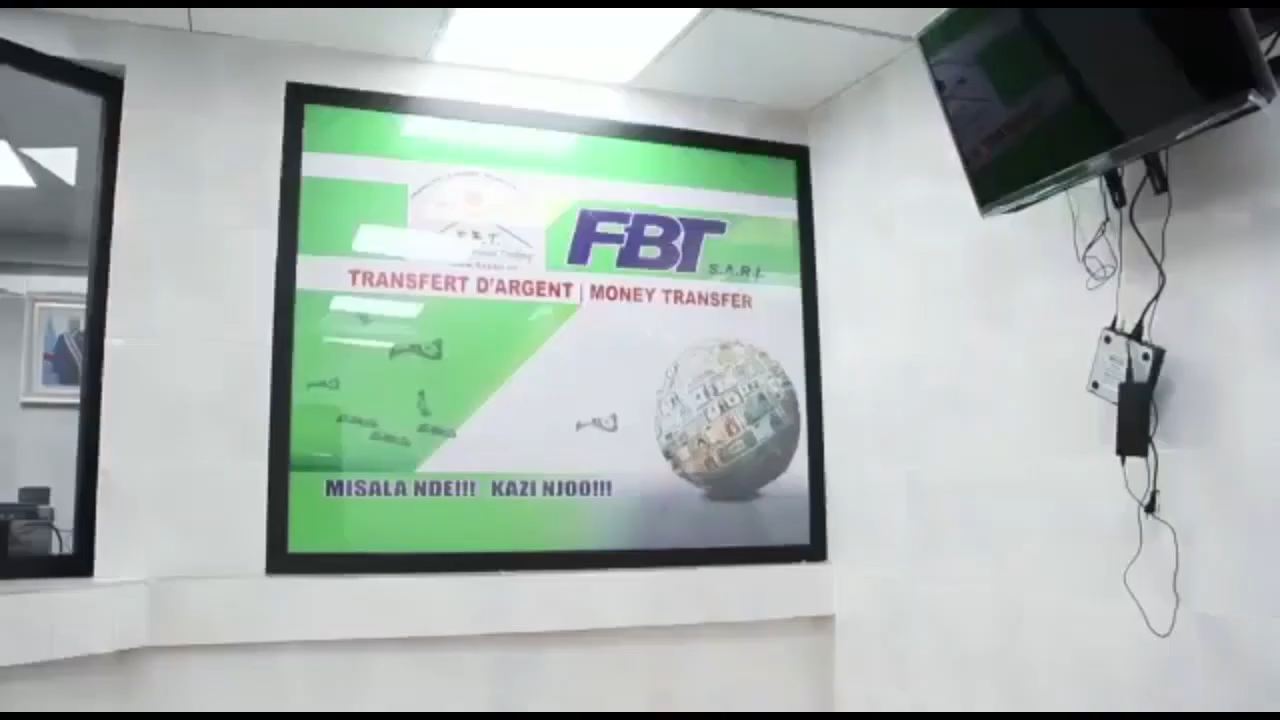 FBT
S.A.R.L
TRANSFERT D'ARGENT | MONEY TRANSFER
MISALA NDE!!! KAZI NJOO!!!